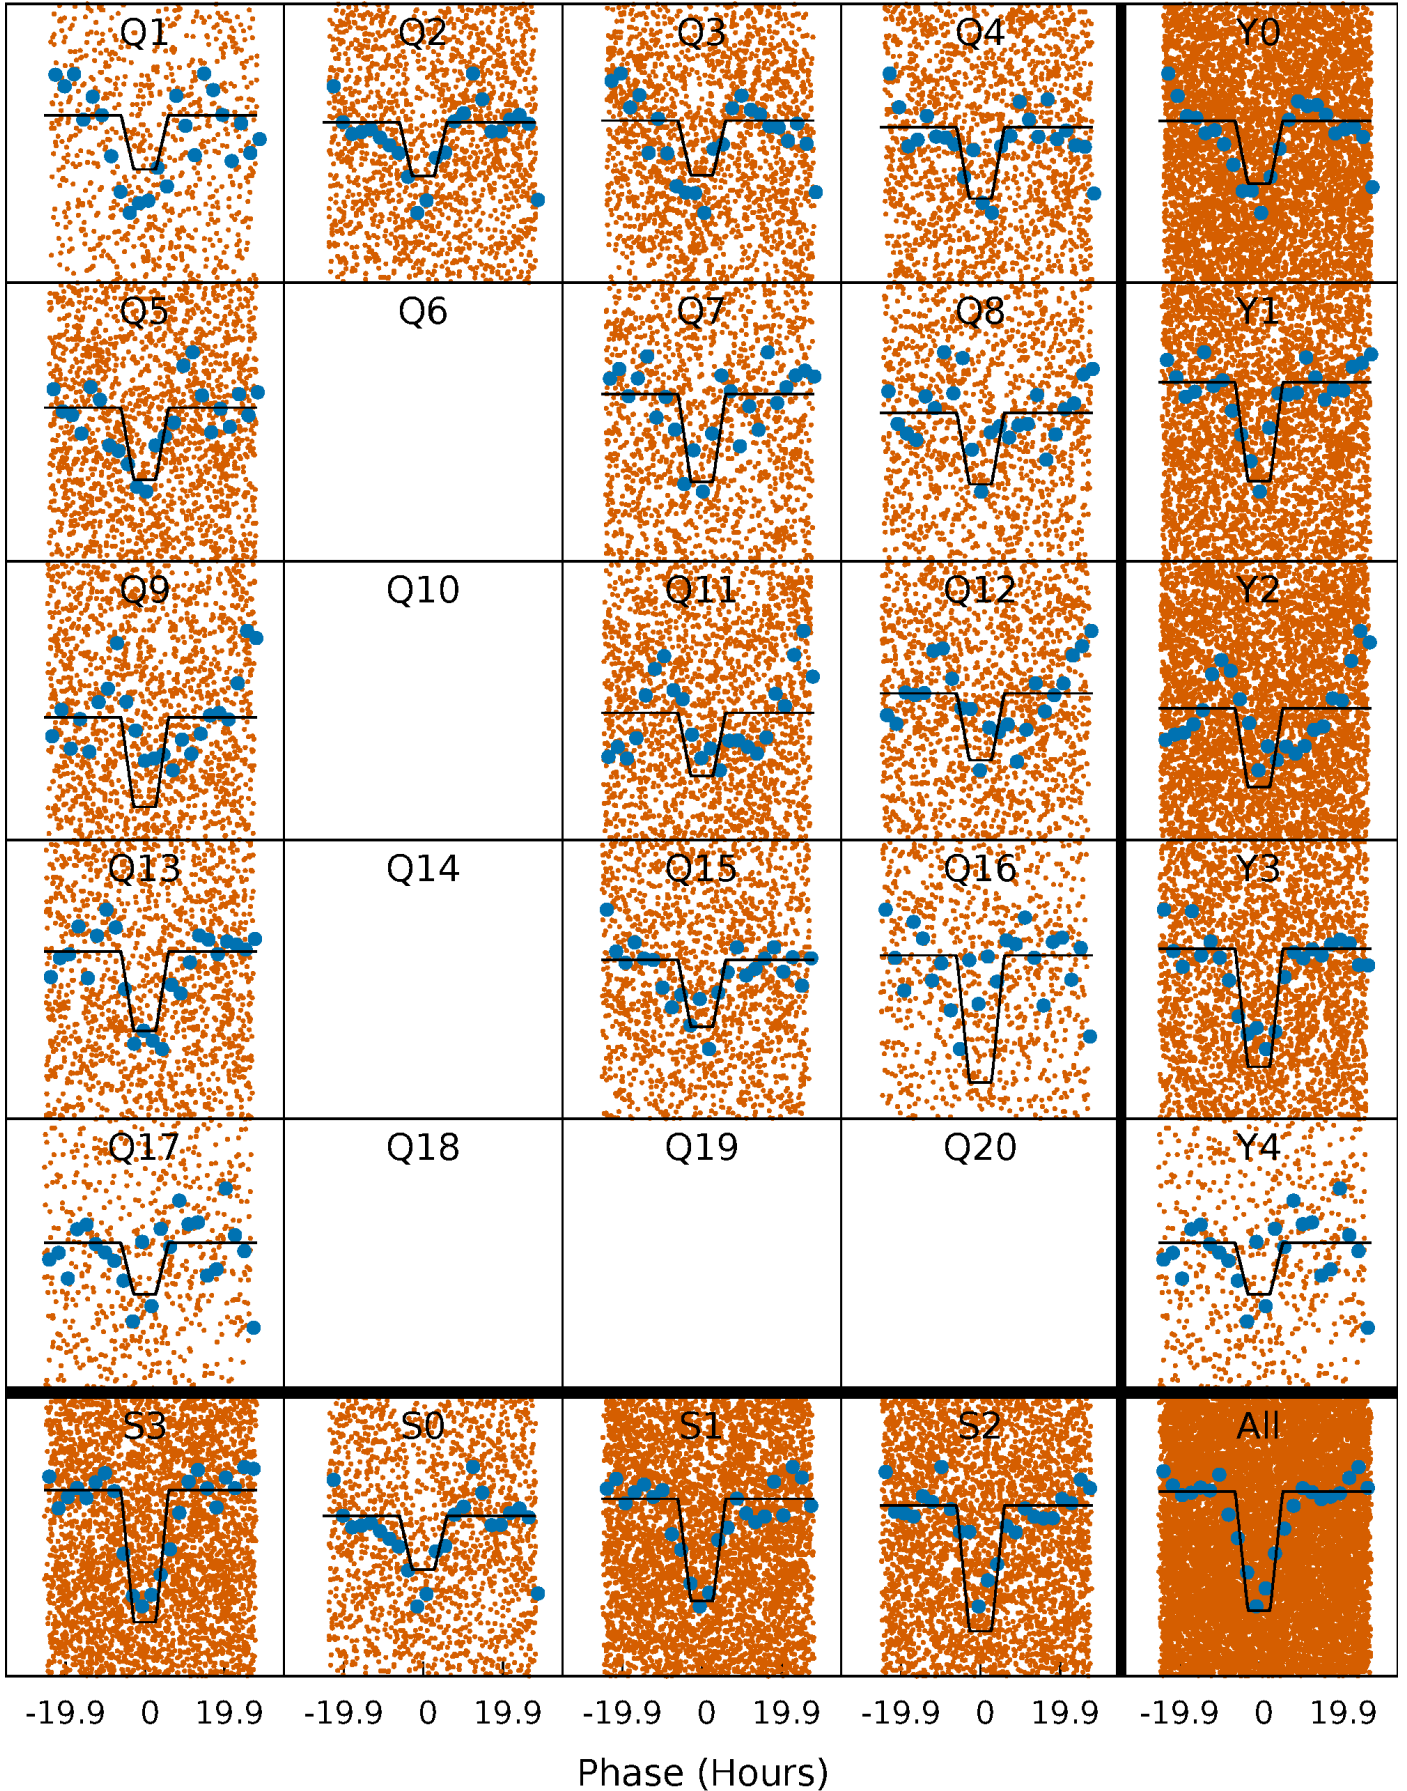 Q1 Q2 Q3 Q4 Y0
Q5 Q6 Q7 Q8 Y1
Q9 Q10 Q11 Q12 Y2
Q13 Q14 Q15 Q16 Y3
Q17 Q18 Q19 Q20 Y4
S3 S0 S1 S2 All
-19.9 0 19.9 -19.9 0 19.9 -19.9 0 19.9 -19.9 0 19.9 -19.9 0 19.9
Phase (Hours)